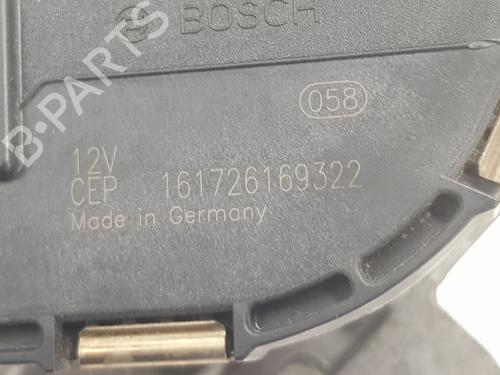 BOSCH
058
12V
CEP 161726169322
Made in Germany
B-PARTS